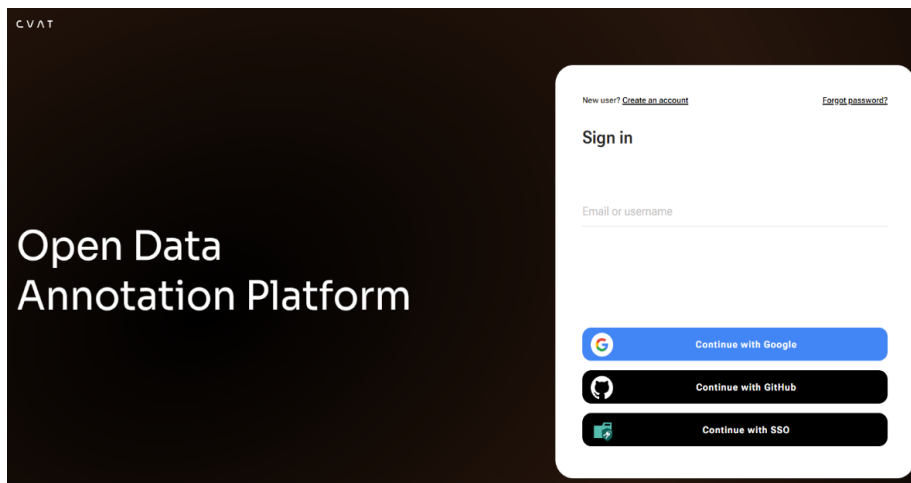 CVAT
New user? Create an account
Forgot password?
Sign in
Email or username
Open Data
Annotation Platform
Continue with Google
Continue with GitHub
Continue with SSO